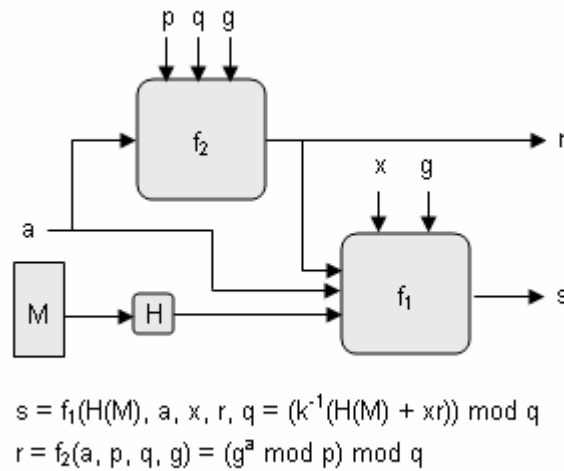 p q g
f₂
r
x g
a
f₁
M
H
s
s = f₁(H(M), a, x, r, q = (k⁻¹(H(M) + xr)) mod q
r = f₂(a, p, q, g) = (gᵃ mod p) mod q